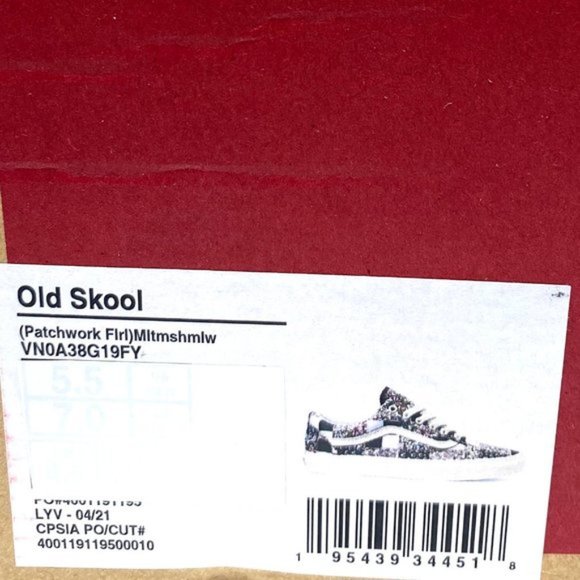 Old Skool
(Patchwork Flrl)Mltmshmlw
VN0A38G19FY
5.5
7.0
LYV - 04/21
CPSIA PO/CUT#
400119119500010
1 95439 34451 8